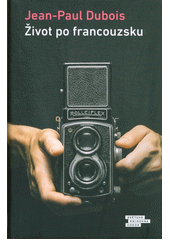 Jean-Paul Dubois
Život po francouzsku
ROLLEIFLEX